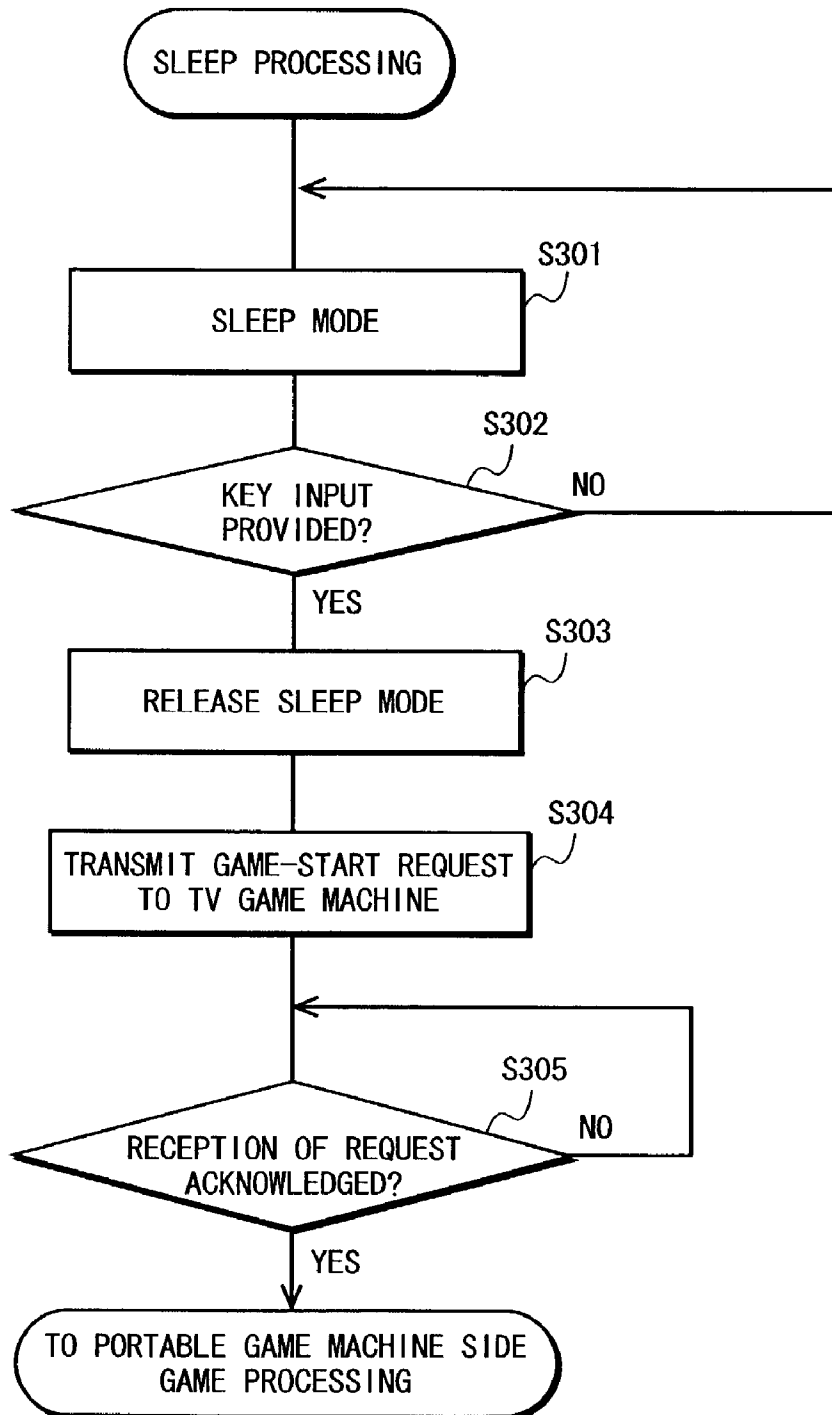 SLEEP PROCESSING
S301
SLEEP MODE
S302
KEY INPUT
PROVIDED?
NO
YES
S303
RELEASE SLEEP MODE
S304
TRANSMIT GAME-START REQUEST
TO TV GAME MACHINE
S305
RECEPTION OF REQUEST
ACKNOWLEDGED?
NO
YES
TO PORTABLE GAME MACHINE SIDE
GAME PROCESSING